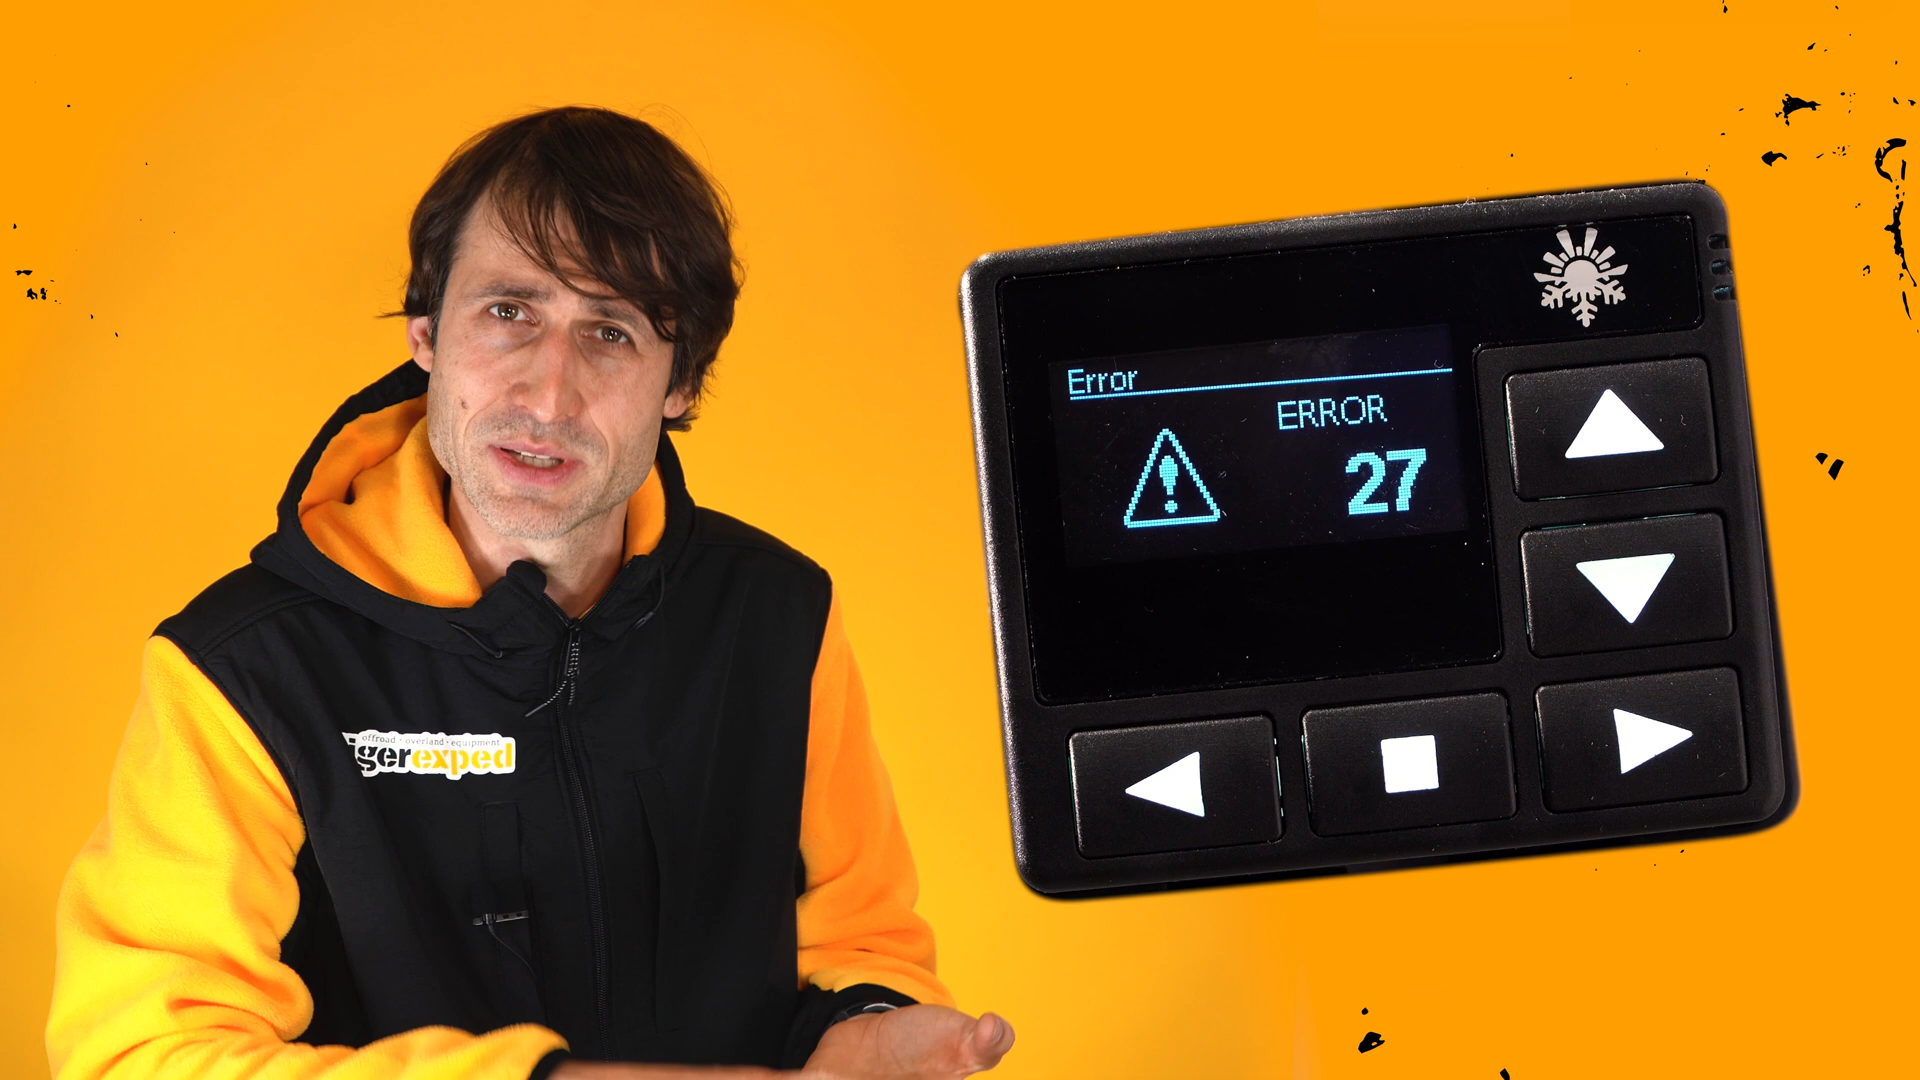 offroad · overland · equipment
gerexped
Error
ERROR
27